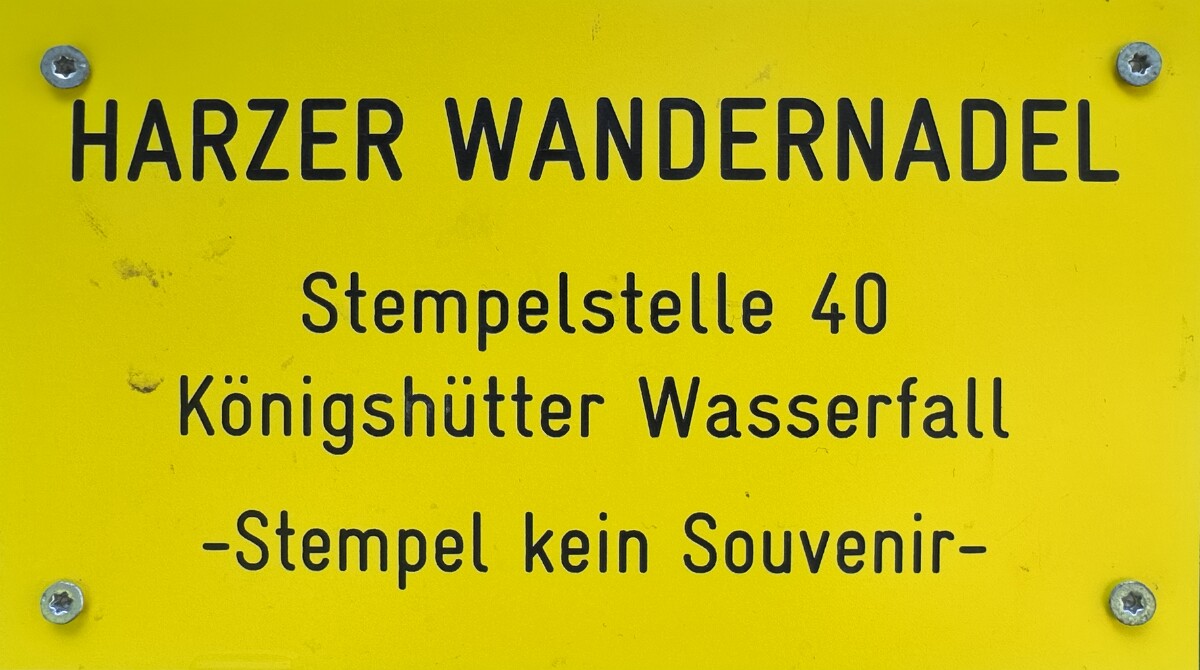 HARZER WANDERNADEL
Stempelstelle 40
Königshütter Wasserfall
-Stempel kein Souvenir-